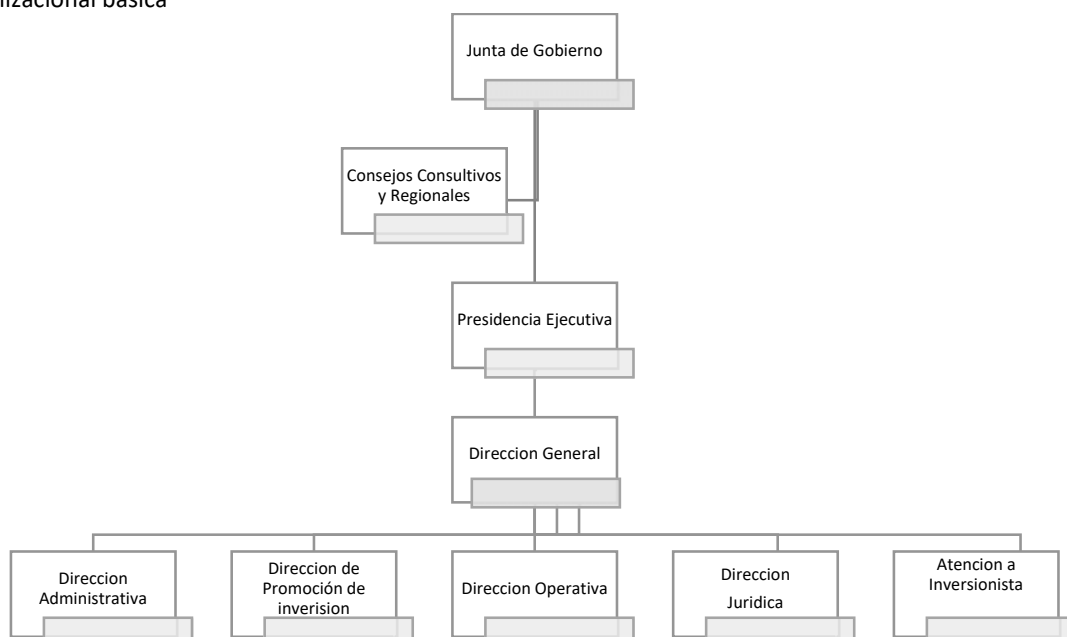 Junta de Gobierno
Consejos Consultivos
y Regionales
Presidencia Ejecutiva
Direccion General
Direccion
Administrativa
Direccion de
Promoción de
inverision
Direccion Operativa
Direccion
Juridica
Atencion a
Inversionista